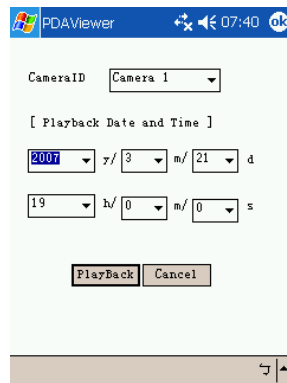 PDAViewer 07:40 ok
CameraID Camera 1
[ Playback Date and Time ]
2007 y/ 3 m/ 21 d
19 h/ 0 m/ 0 s
PlayBack Cancel
ㄅ